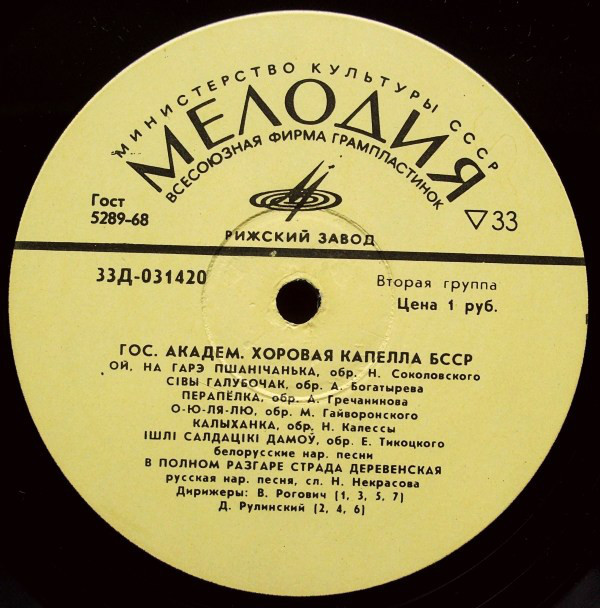 МИНИСТЕРСТВО КУЛЬТУРЫ СССР
МЕЛОДИЯ
ВСЕСОЮЗНАЯ ФИРМА ГРАМПЛАСТИНОК
Гост
5289-68
▽33
РИЖСКИЙ ЗАВОД
33Д-031420
Вторая группа
Цена 1 руб.
ГОС. АКАДЕМ. ХОРОВАЯ КАПЕЛЛА БССР
ОЙ, НА ГАРЭ ПШАНІЧАНЬКА, обр. Н. Соколовского
СІВЫ ГАЛУБОЧАК, обр. А. Богатырева
ПЕРАПЁЛКА, обр. А. Гречанинова
О-Ю-ЛЯ-ЛЮ, обр. М. Гайворонского
КАЛЫХАНКА, обр. Н. Калессы
ІШЛІ САЛДАЦІКІ ДАМОЎ, обр. Е. Тикоцкого
белорусские нар. песни
В ПОЛНОМ РАЗГАРЕ СТРАДА ДЕРЕВЕНСКАЯ
русская нар. песня, сл. Н. Некрасова
Дирижеры: В. Рогович (1, 3, 5, 7)
Д. Рулинский (2, 4, 6)